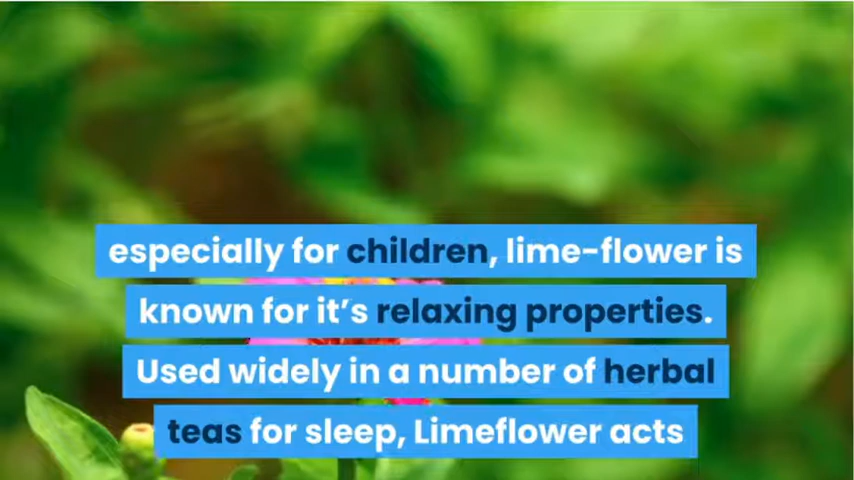 especially for children, lime-flower is
known for it’s relaxing properties.
Used widely in a number of herbal
teas for sleep, Limeflower acts